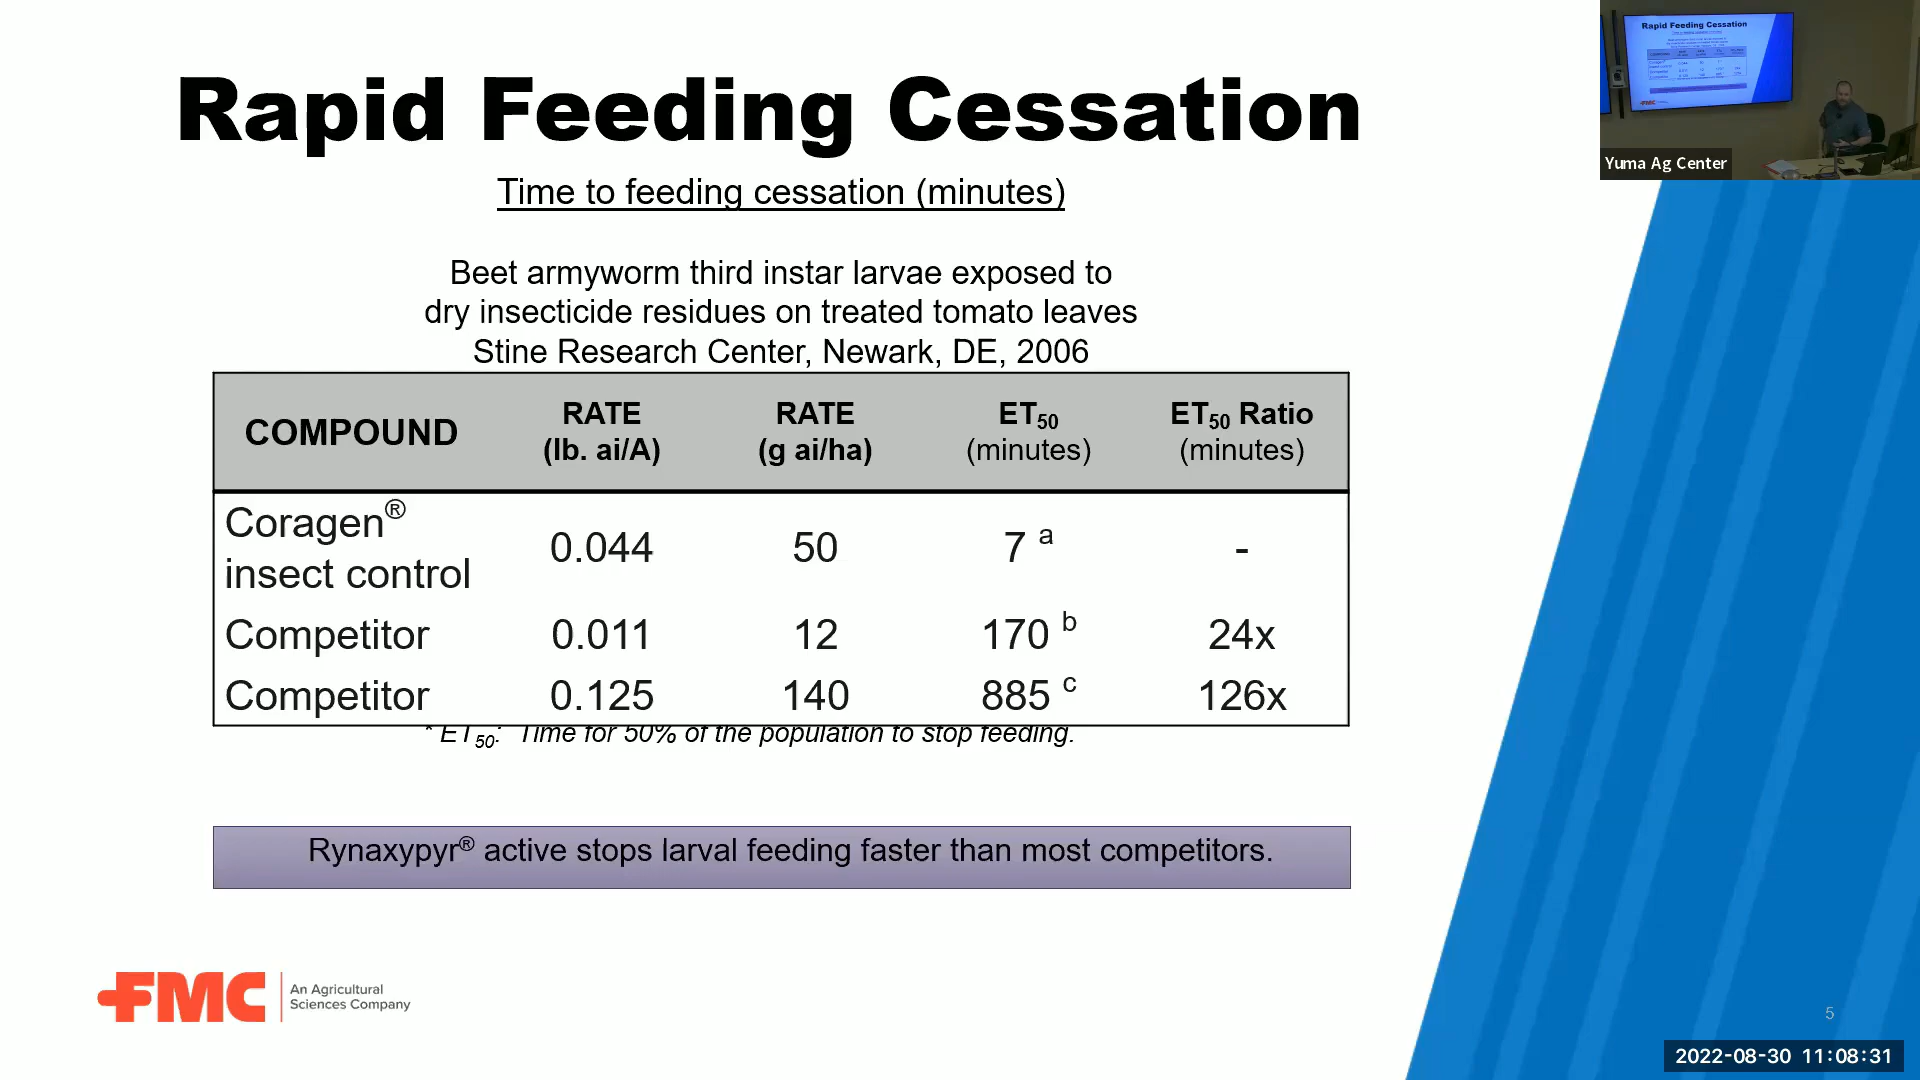 Rapid Feeding Cessation
Time to feeding cessation (minutes)
Beet armyworm third instar larvae exposed to
dry insecticide residues on treated tomato leaves
Stine Research Center, Newark, DE, 2006
COMPOUND RATE (lb. ai/A) RATE (g ai/ha) ET50 (minutes) ET50 Ratio (minutes)
Coragen® insect control 0.044 50 7 a -
Competitor 0.011 12 170 b 24x
Competitor 0.125 140 885 c 126x
* ET50: Time for 50% of the population to stop feeding.
Rynaxypyr® active stops larval feeding faster than most competitors.
FMC An Agricultural
Sciences Company
5
2022-08-30 11:08:31
Rapid Feeding Cessation
FMC
Yuma Ag Center